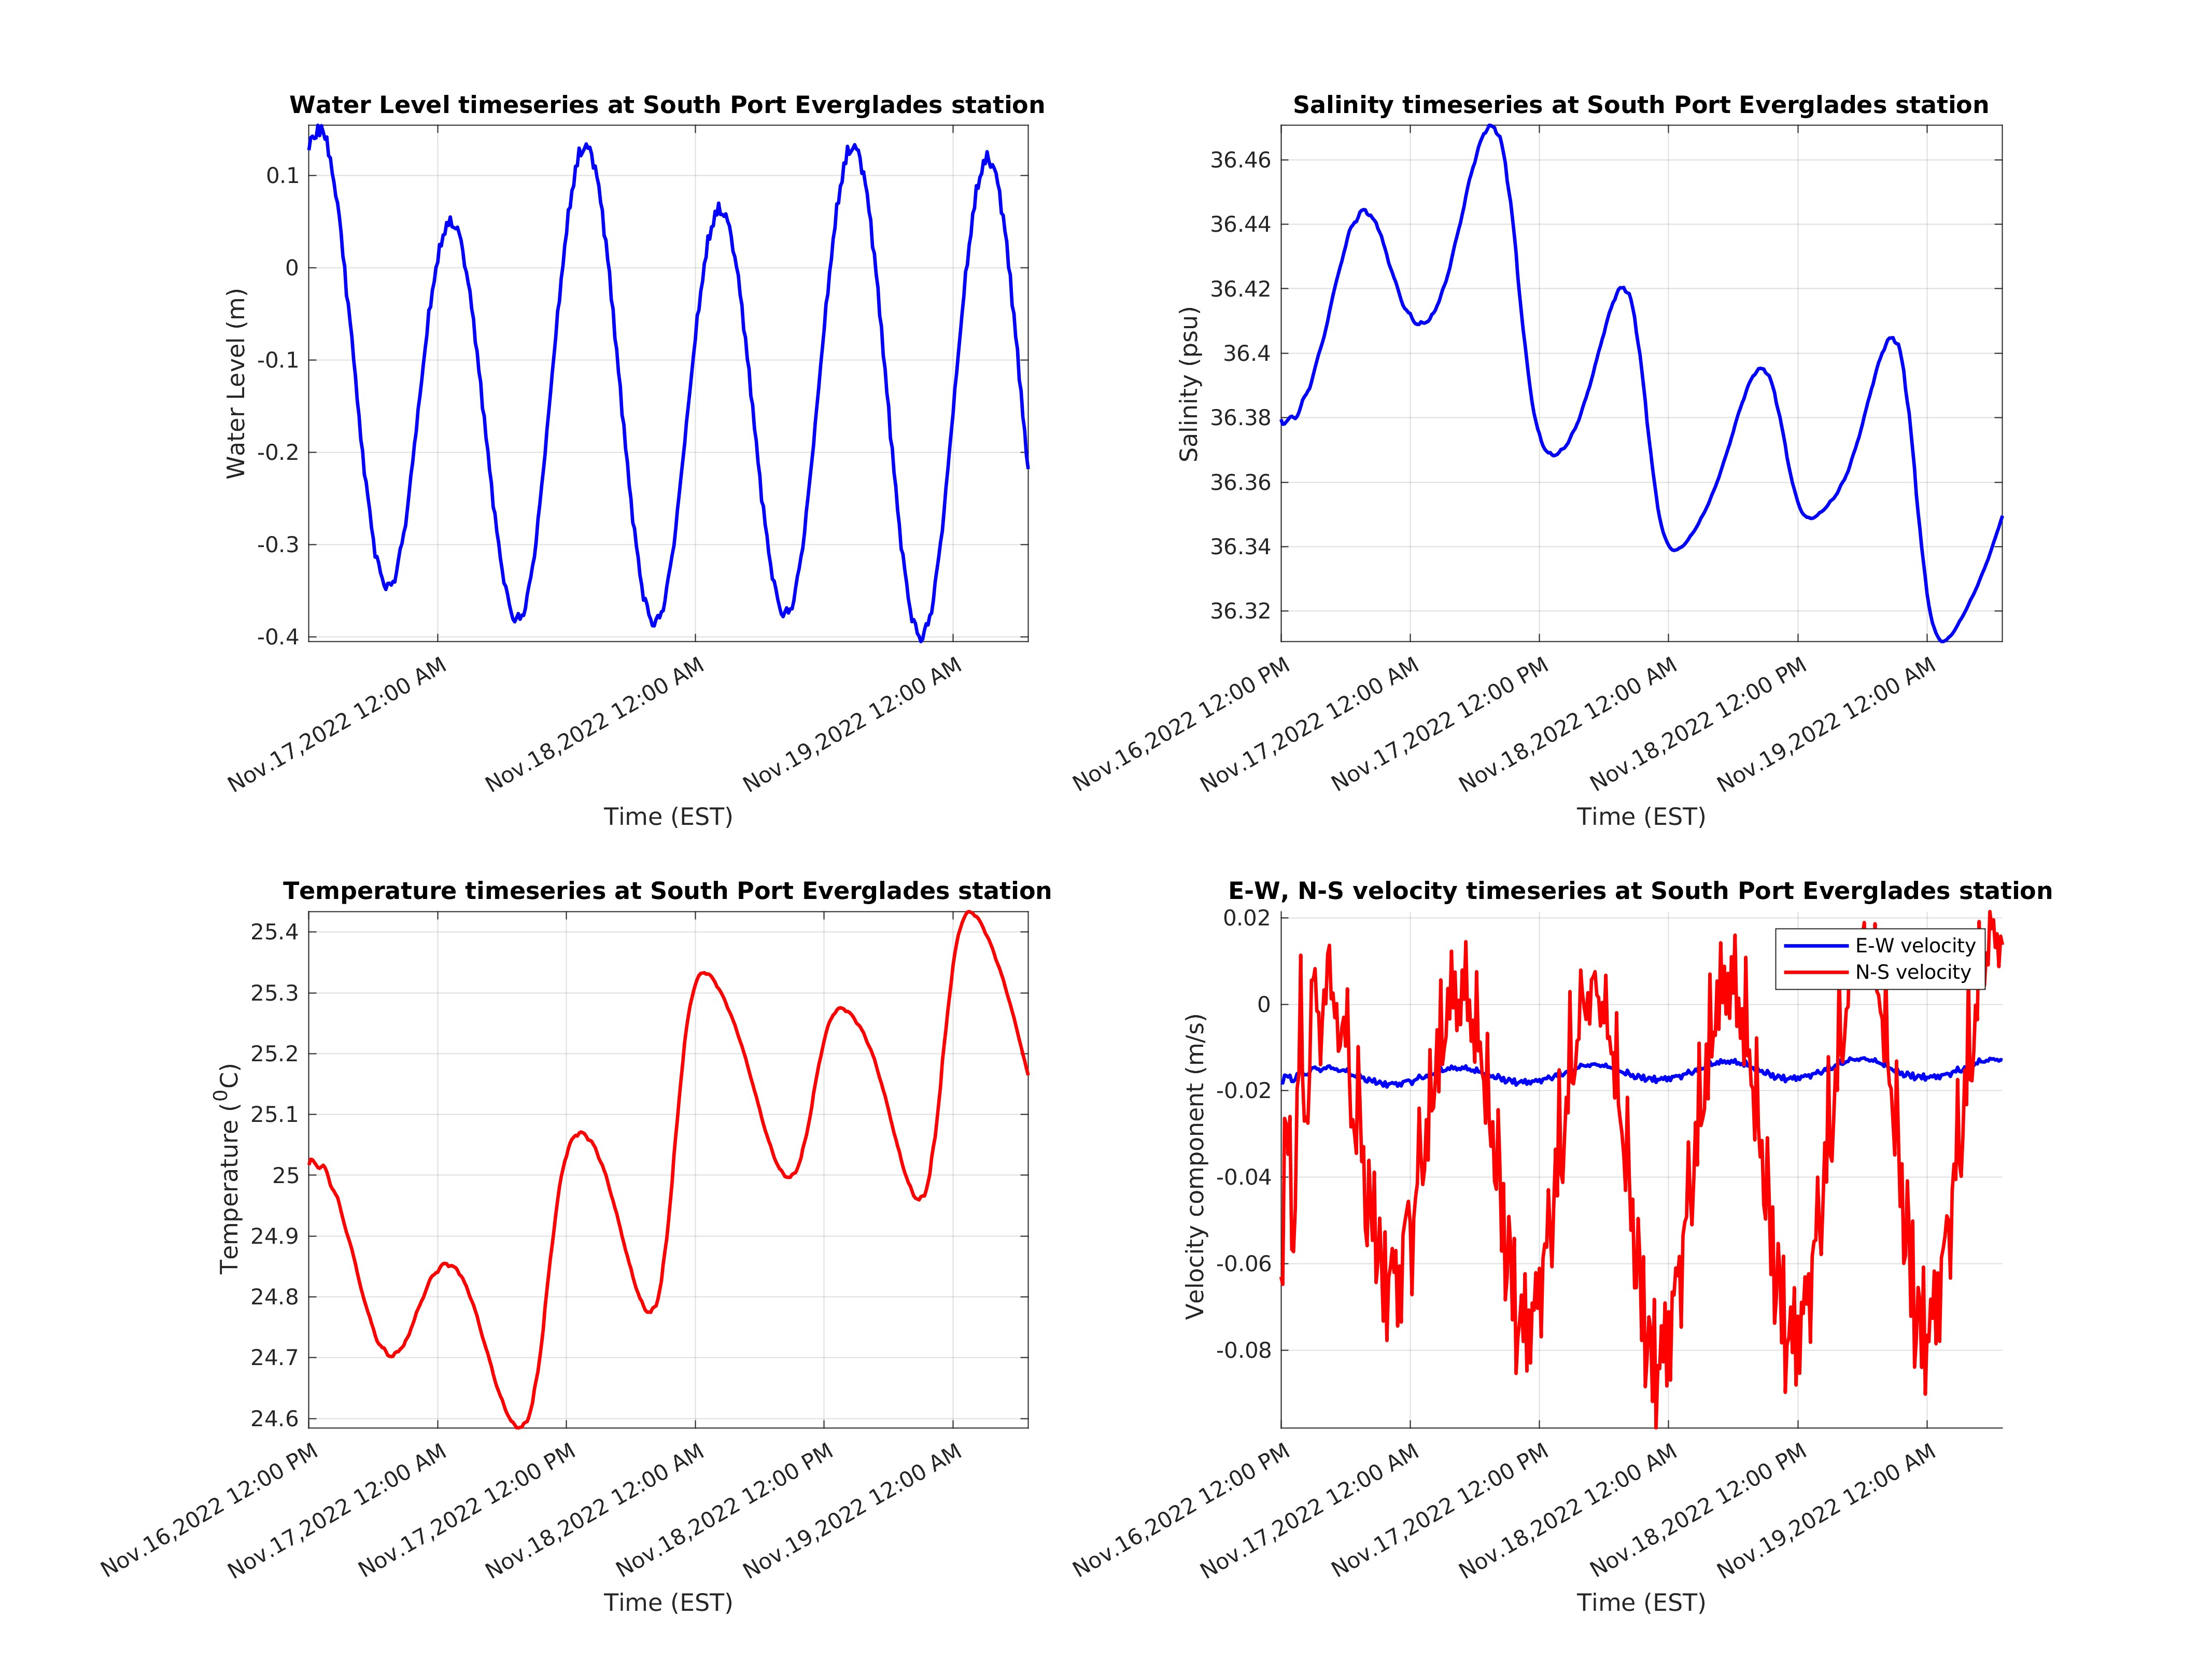 Water Level timeseries at South Port Everglades station
Water Level (m)
0.1
0
-0.1
-0.2
-0.3
-0.4
Nov.17,2022 12:00 AM
Nov.18,2022 12:00 AM
Nov.19,2022 12:00 AM
Time (EST)
Salinity timeseries at South Port Everglades station
Salinity (psu)
36.46
36.44
36.42
36.4
36.38
36.36
36.34
36.32
Nov.16,2022 12:00 PM
Nov.17,2022 12:00 AM
Nov.17,2022 12:00 PM
Nov.18,2022 12:00 AM
Nov.18,2022 12:00 PM
Nov.19,2022 12:00 AM
Time (EST)
Temperature timeseries at South Port Everglades station
Temperature (⁰C)
25.4
25.3
25.2
25.1
25
24.9
24.8
24.7
24.6
Nov.16,2022 12:00 PM
Nov.17,2022 12:00 AM
Nov.17,2022 12:00 PM
Nov.18,2022 12:00 AM
Nov.18,2022 12:00 PM
Nov.19,2022 12:00 AM
Time (EST)
E-W, N-S velocity timeseries at South Port Everglades station
Velocity component (m/s)
0.02
0
-0.02
-0.04
-0.06
-0.08
E-W velocity
N-S velocity
Nov.16,2022 12:00 PM
Nov.17,2022 12:00 AM
Nov.17,2022 12:00 PM
Nov.18,2022 12:00 AM
Nov.18,2022 12:00 PM
Nov.19,2022 12:00 AM
Time (EST)